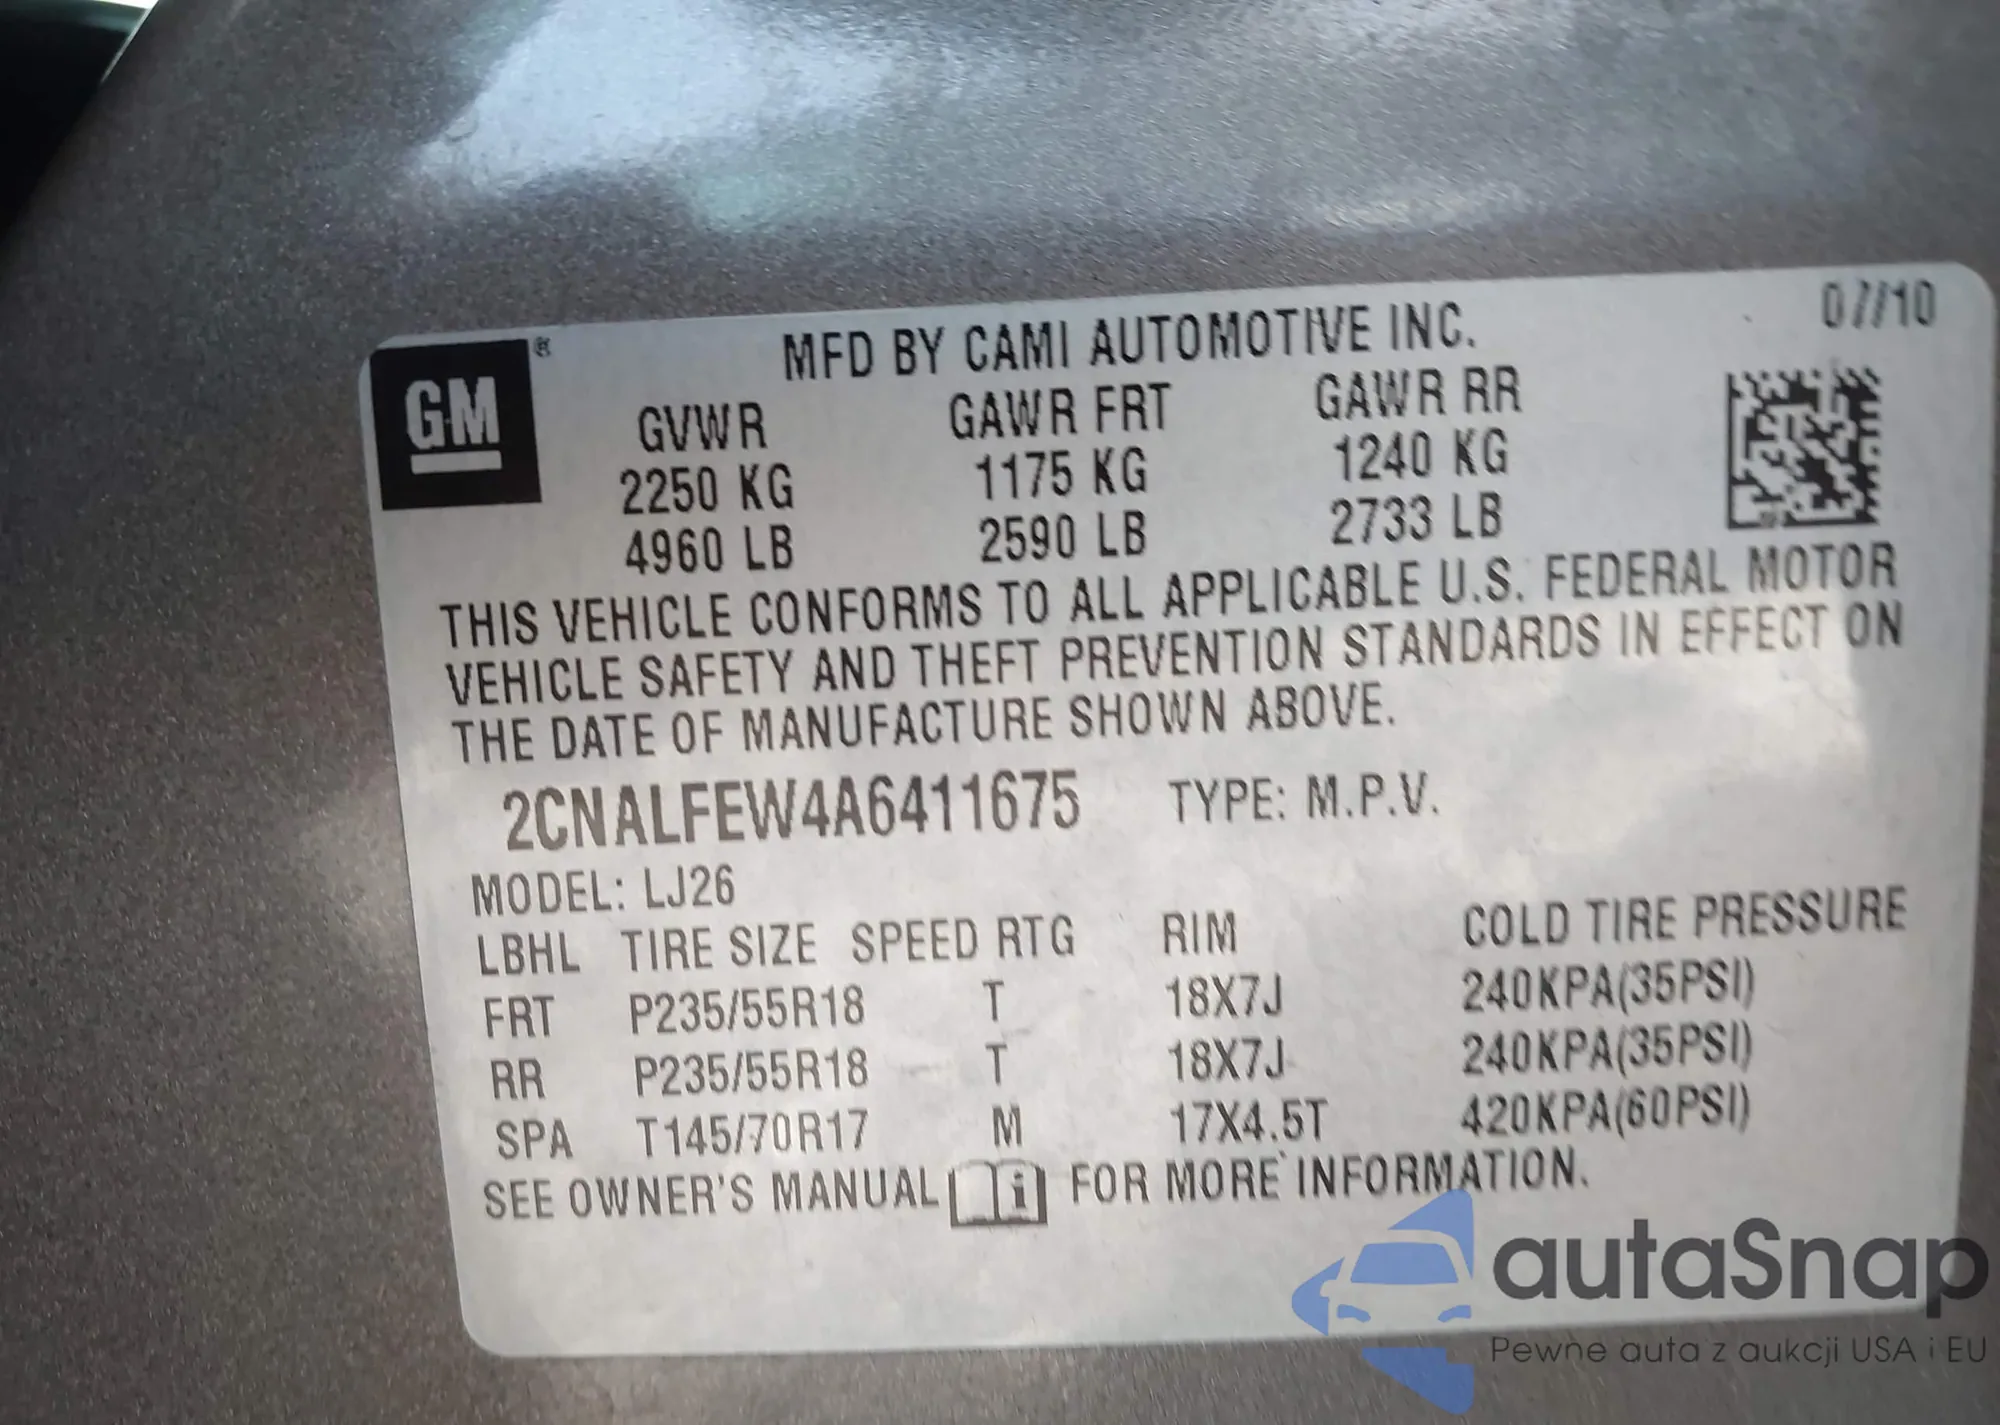 07/10
MFD BY CAMI AUTOMOTIVE INC.
GM®
GVWR GAWR FRT GAWR RR
2250 KG 1175 KG 1240 KG
4960 LB 2590 LB 2733 LB
THIS VEHICLE CONFORMS TO ALL APPLICABLE U.S. FEDERAL MOTOR
VEHICLE SAFETY AND THEFT PREVENTION STANDARDS IN EFFECT ON
THE DATE OF MANUFACTURE SHOWN ABOVE.
2CNALFEW4A6411675 TYPE: M.P.V.
MODEL: LJ26
LBHL TIRE SIZE SPEED RTG RIM COLD TIRE PRESSURE
FRT P235/55R18 T 18X7J 240KPA(35PSI)
RR P235/55R18 T 18X7J 240KPA(35PSI)
SPA T145/70R17 M 17X4.5T 420KPA(60PSI)
SEE OWNER'S MANUAL i FOR MORE INFORMATION.
autaSnap
Pewne auta z aukcji USA i EU